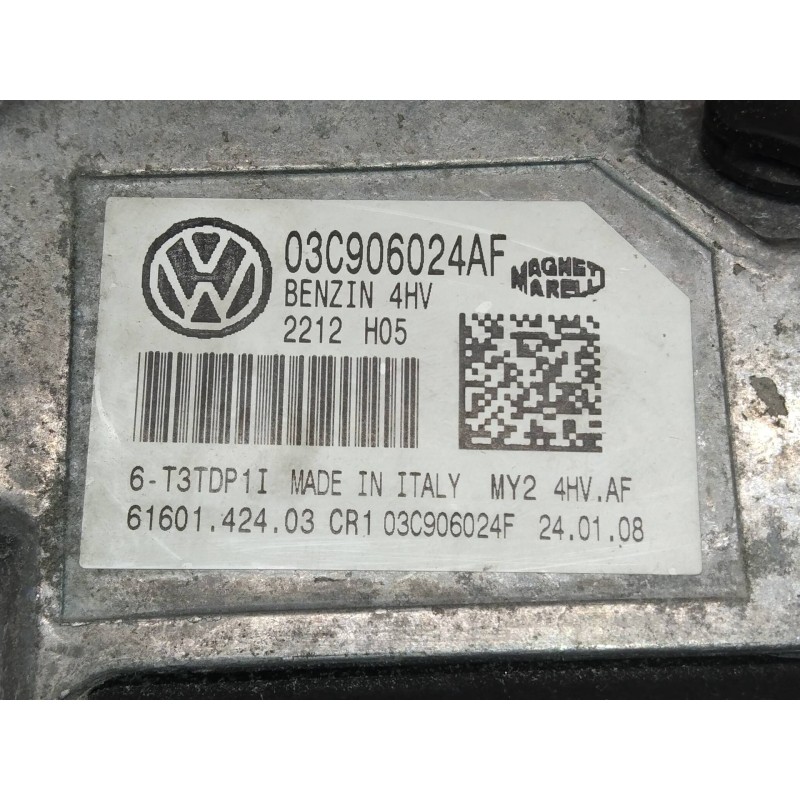 03C906024AF
MAGNETI
MARELLI
BENZIN 4HV
2212 H05
6-T3TDP1I MADE IN ITALY MY2 4HV.AF
61601.424.03 CR1 03C906024F 24.01.08